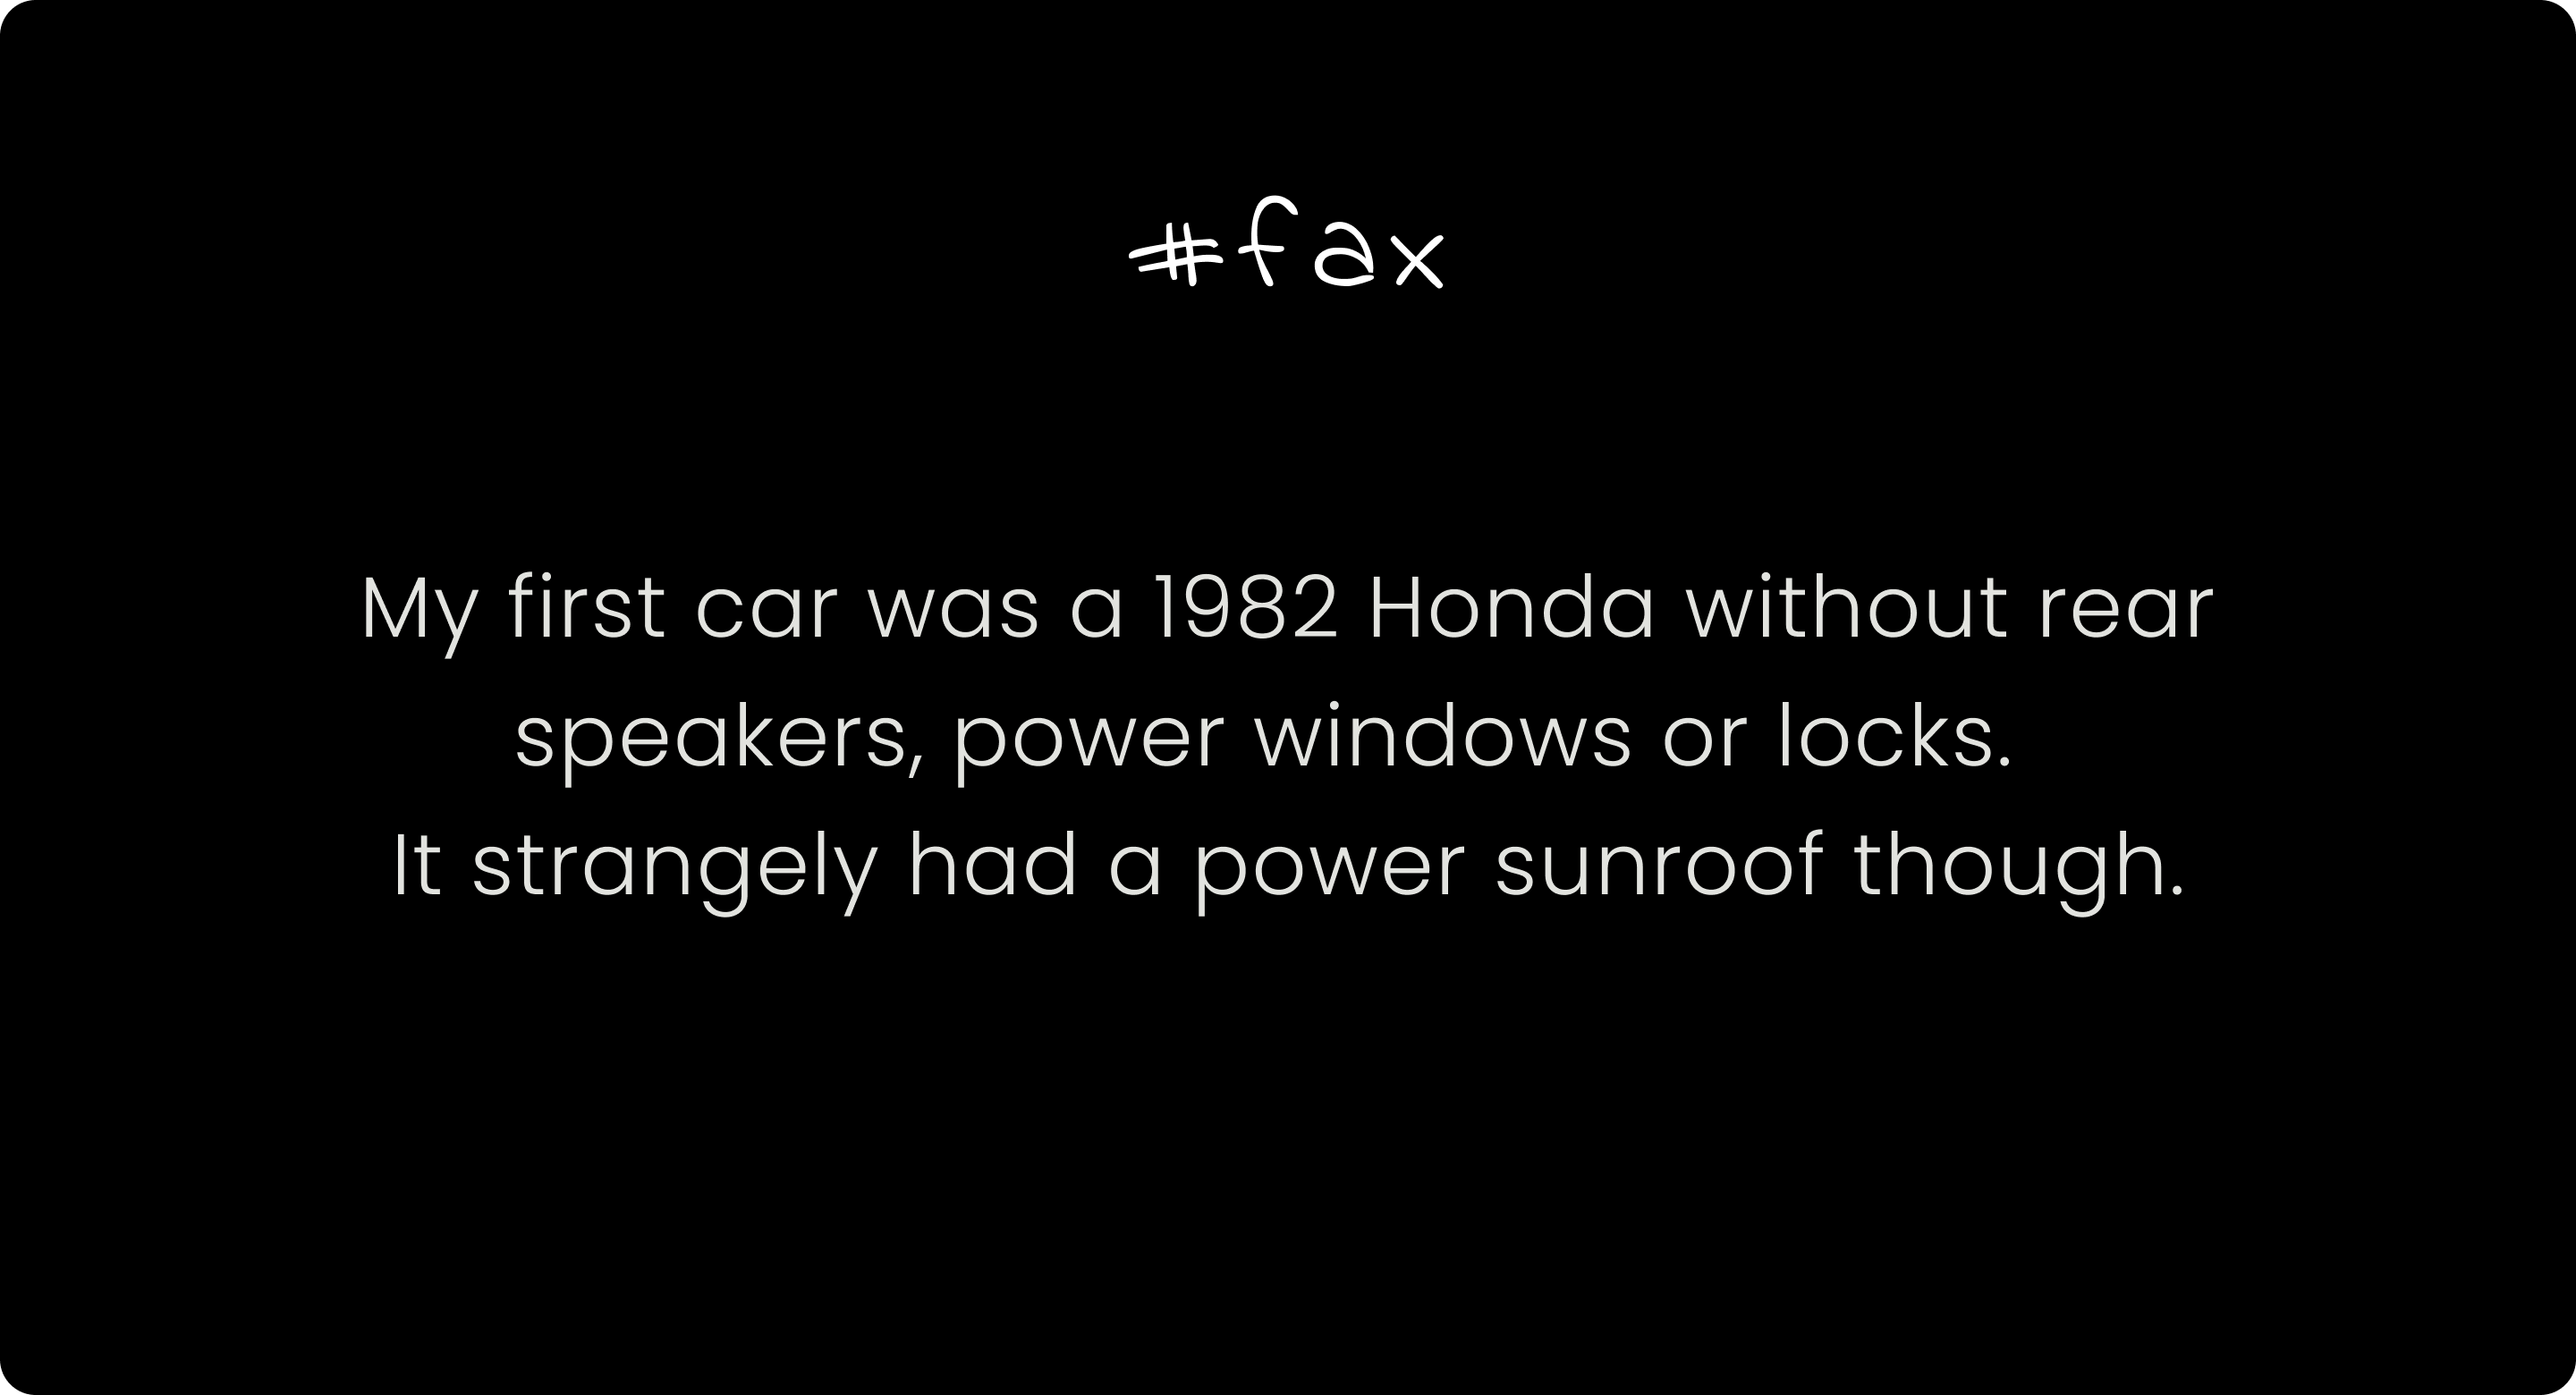 #fax
My first car was a 1982 Honda without rear
speakers, power windows or locks.
It strangely had a power sunroof though.